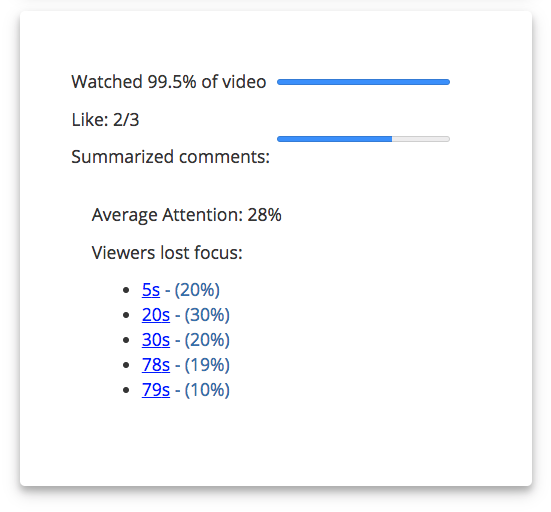 Watched 99.5% of video
Like: 2/3
Summarized comments:
Average Attention: 28%
Viewers lost focus:
• 5s - (20%)
• 20s - (30%)
• 30s - (20%)
• 78s - (19%)
• 79s - (10%)